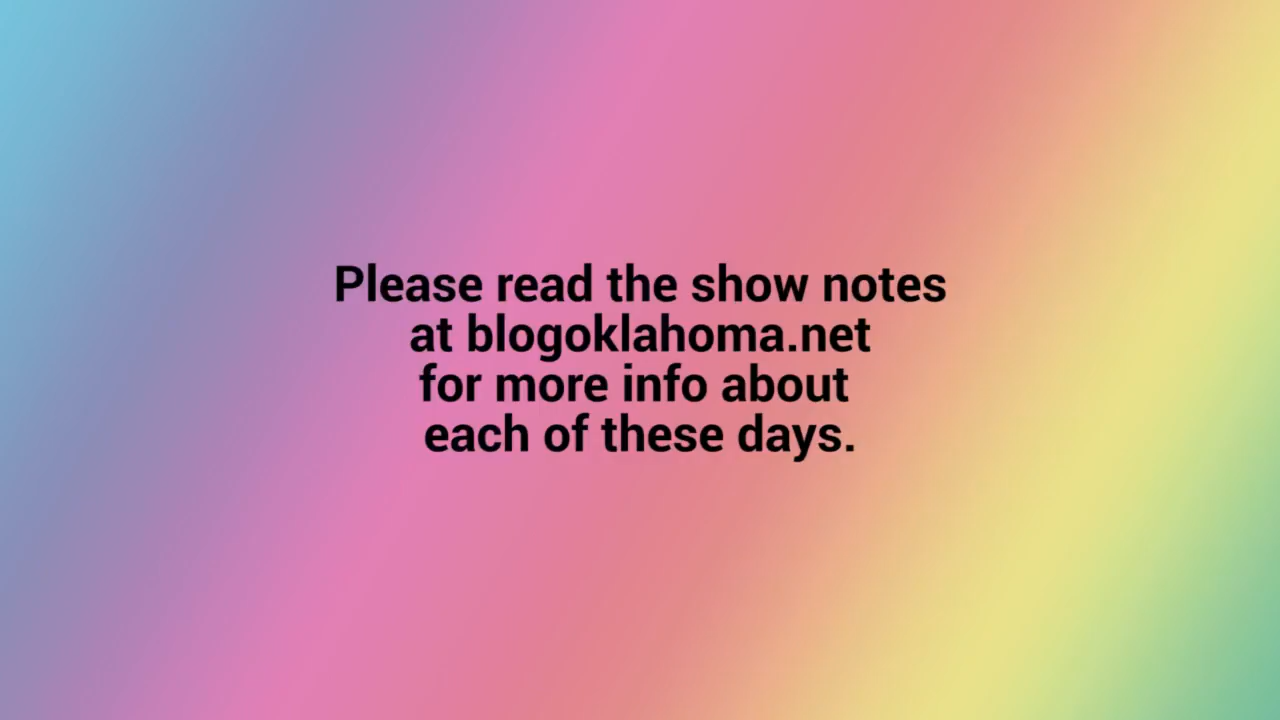 Please read the show notes
at blogoklahoma.net
for more info about
each of these days.